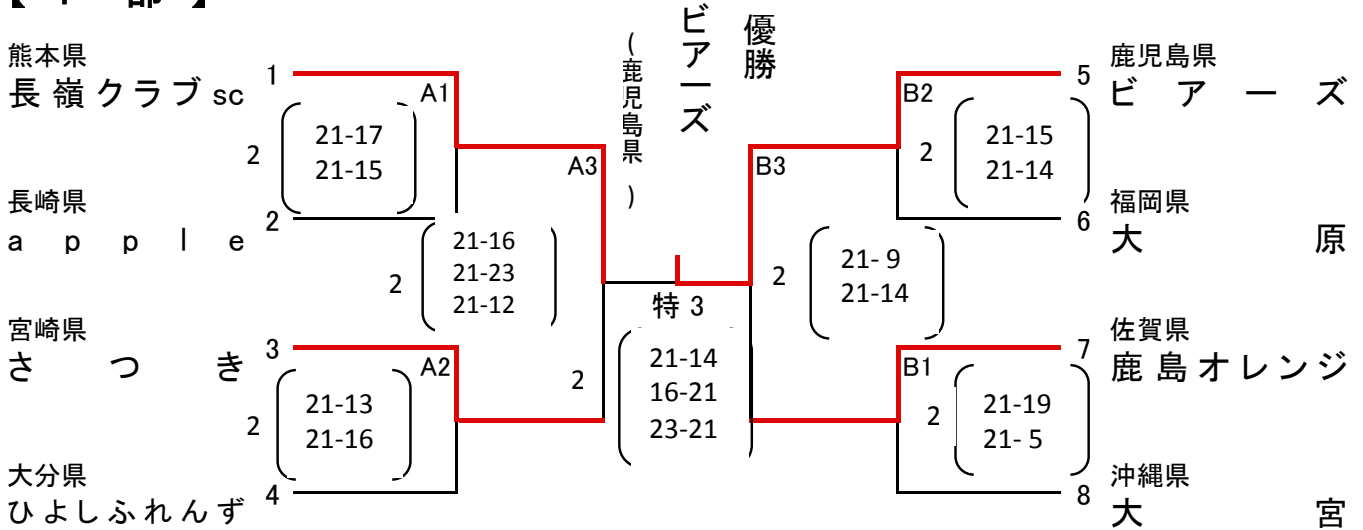 熊本県
長嶺クラブsc
1
A1
2
21-17
21-15
長崎県
apple
2
2
21-16
21-23
21-12
A3
宮崎県
さつき
3
A2
2
21-13
21-16
大分県
ひよしふれんず
4
優勝
ビアーズ
(鹿児島県)
特3
2
21-14
16-21
23-21
鹿児島県
ビアーズ
5
B2
2
21-15
21-14
福岡県
大原
6
B3
2
21- 9
21-14
佐賀県
鹿島オレンジ
7
B1
2
21-19
21- 5
沖縄県
大宮
8